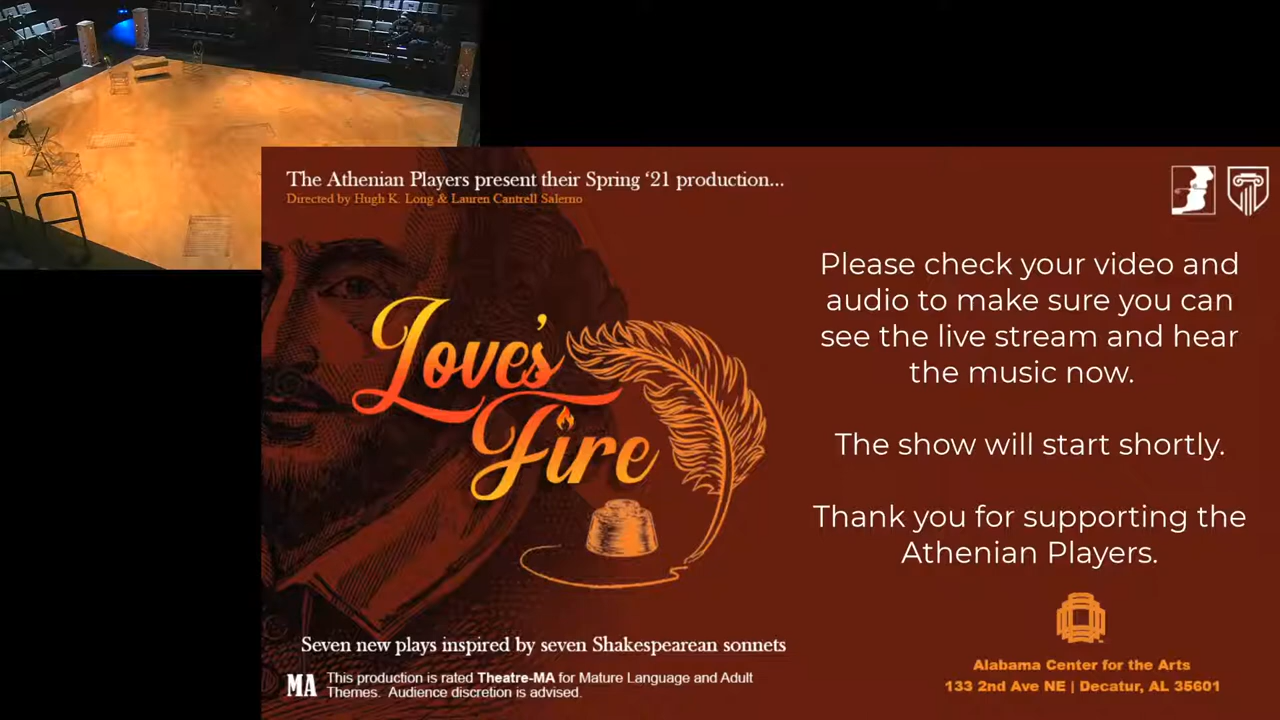 The Athenian Players present their Spring ‘21 production...
Directed by Hugh K. Long & Lauren Cantrell Salerno
Love's
Fire
Seven new plays inspired by seven Shakespearean sonnets
MA
This production is rated Theatre-MA for Mature Language and Adult
Themes. Audience discretion is advised.
Please check your video and
audio to make sure you can
see the live stream and hear
the music now.
The show will start shortly.
Thank you for supporting the
Athenian Players.
Alabama Center for the Arts
133 2nd Ave NE | Decatur, AL 35601